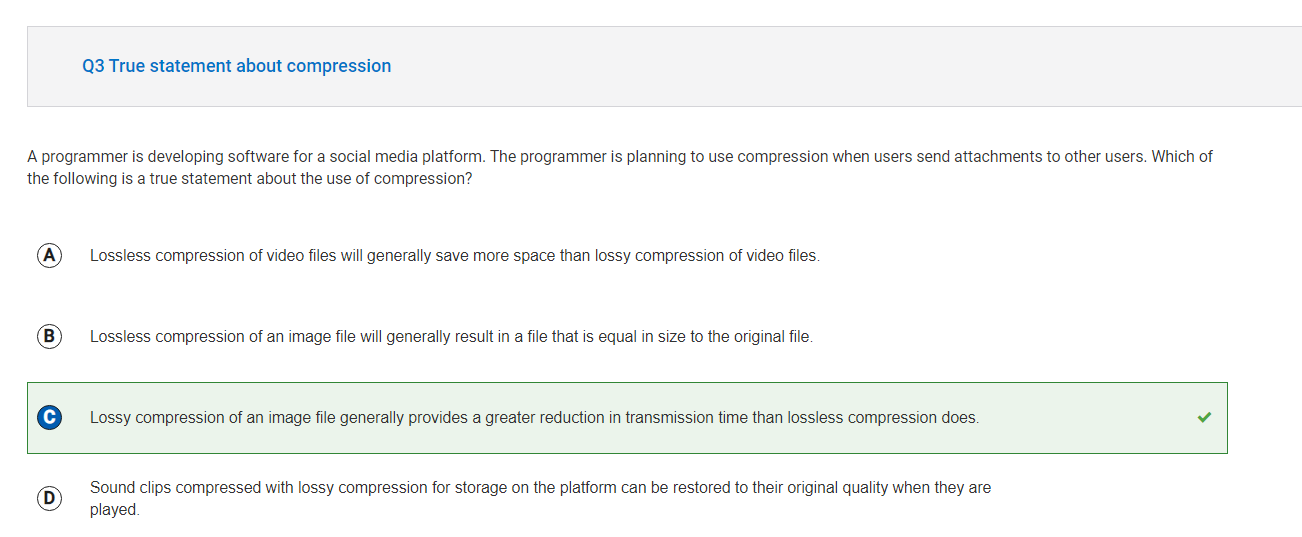 Q3 True statement about compression
A programmer is developing software for a social media platform. The programmer is planning to use compression when users send attachments to other users. Which of
the following is a true statement about the use of compression?
A Lossless compression of video files will generally save more space than lossy compression of video files.
B Lossless compression of an image file will generally result in a file that is equal in size to the original file.
C Lossy compression of an image file generally provides a greater reduction in transmission time than lossless compression does.
D Sound clips compressed with lossy compression for storage on the platform can be restored to their original quality when they are
played.